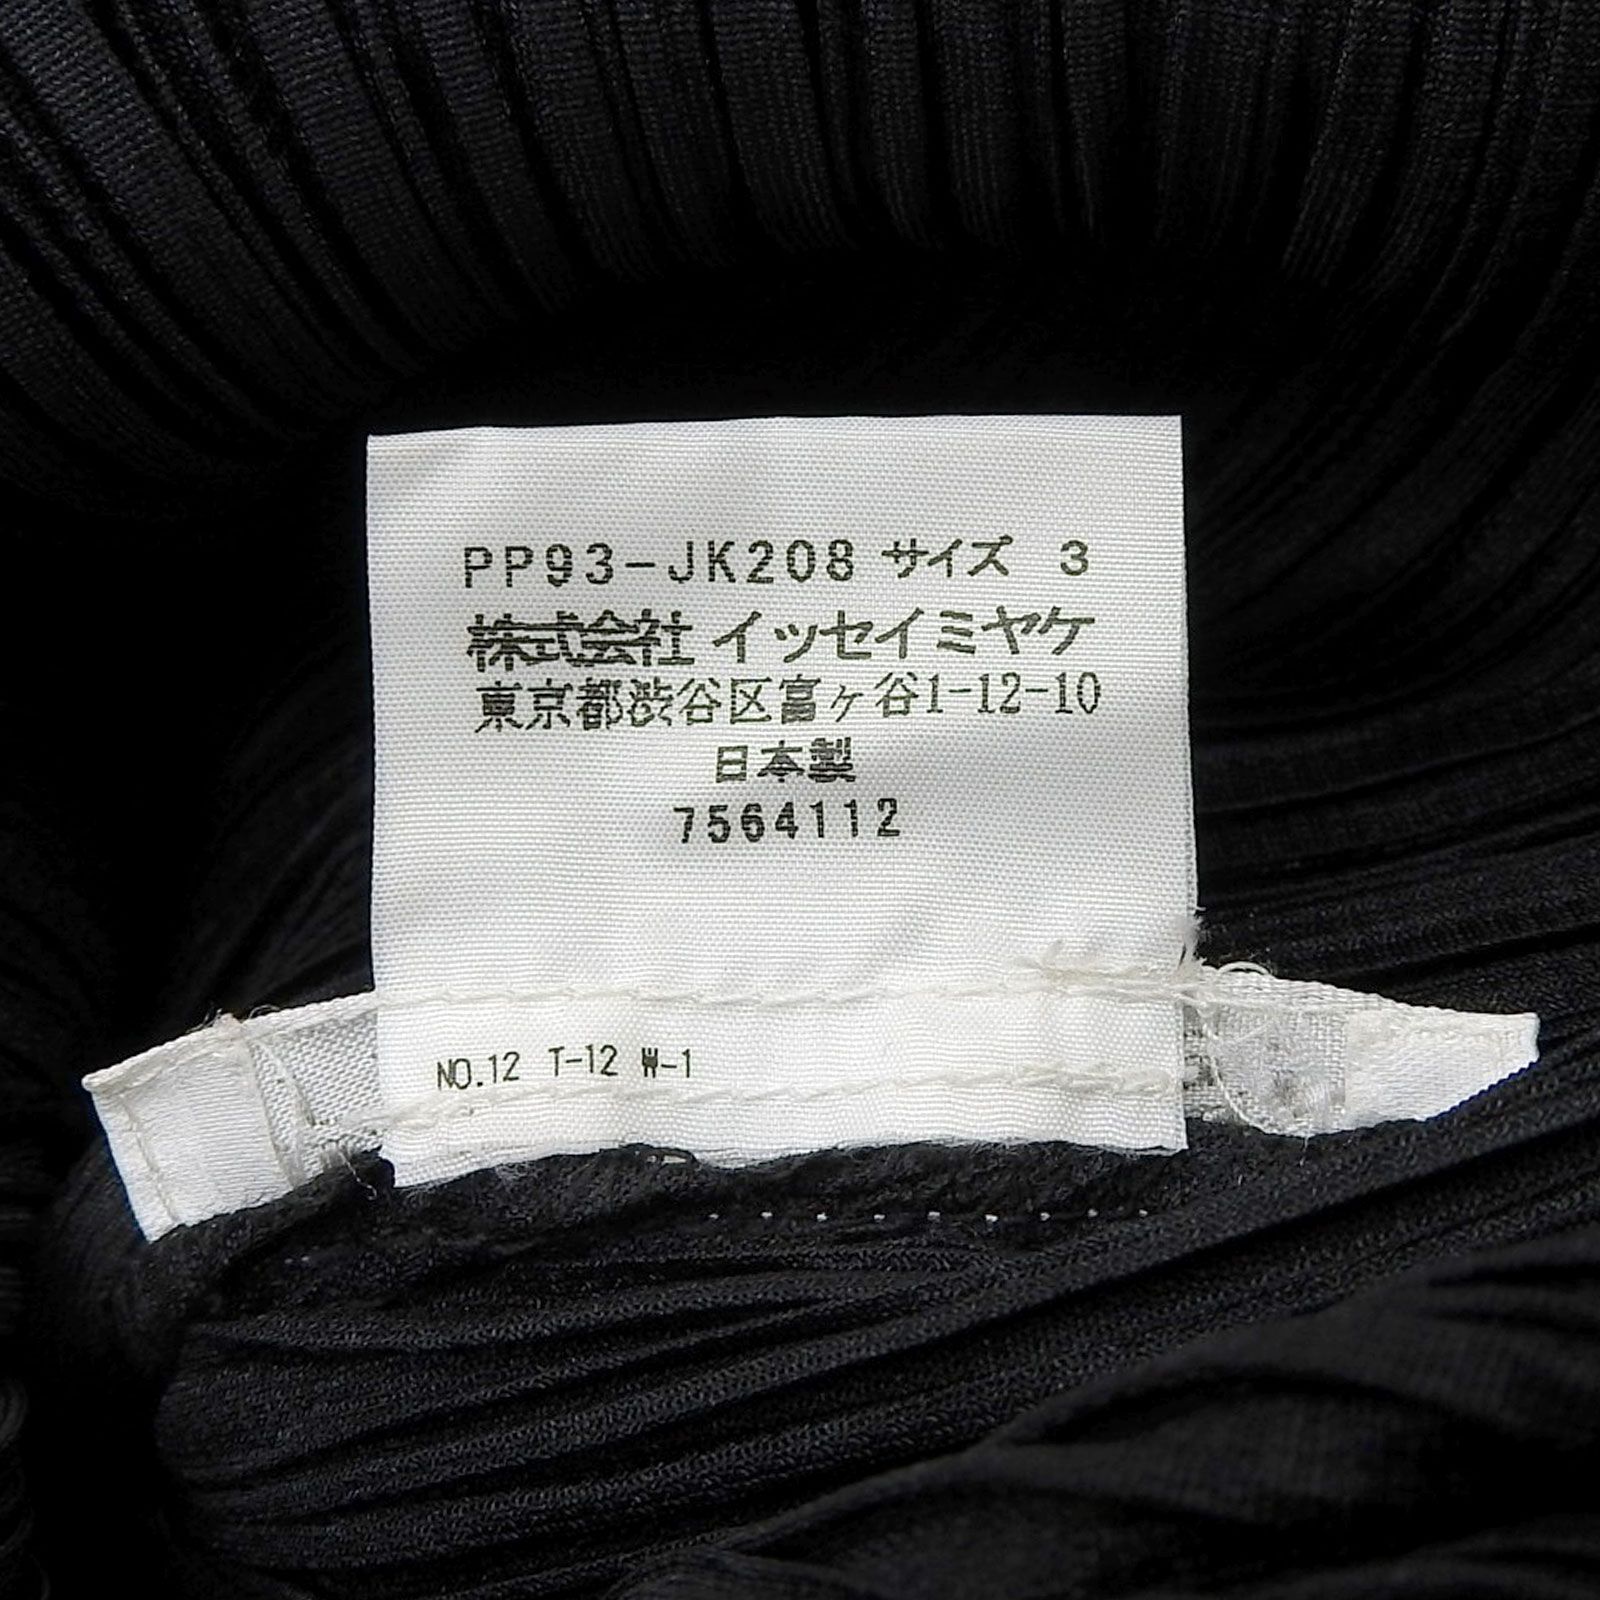 PP93-JK208 サイズ 3
株式会社 イッセイミヤケ
東京都渋谷区富ヶ谷1-12-10
日本製
7564112
NO.12 T-12 W-1